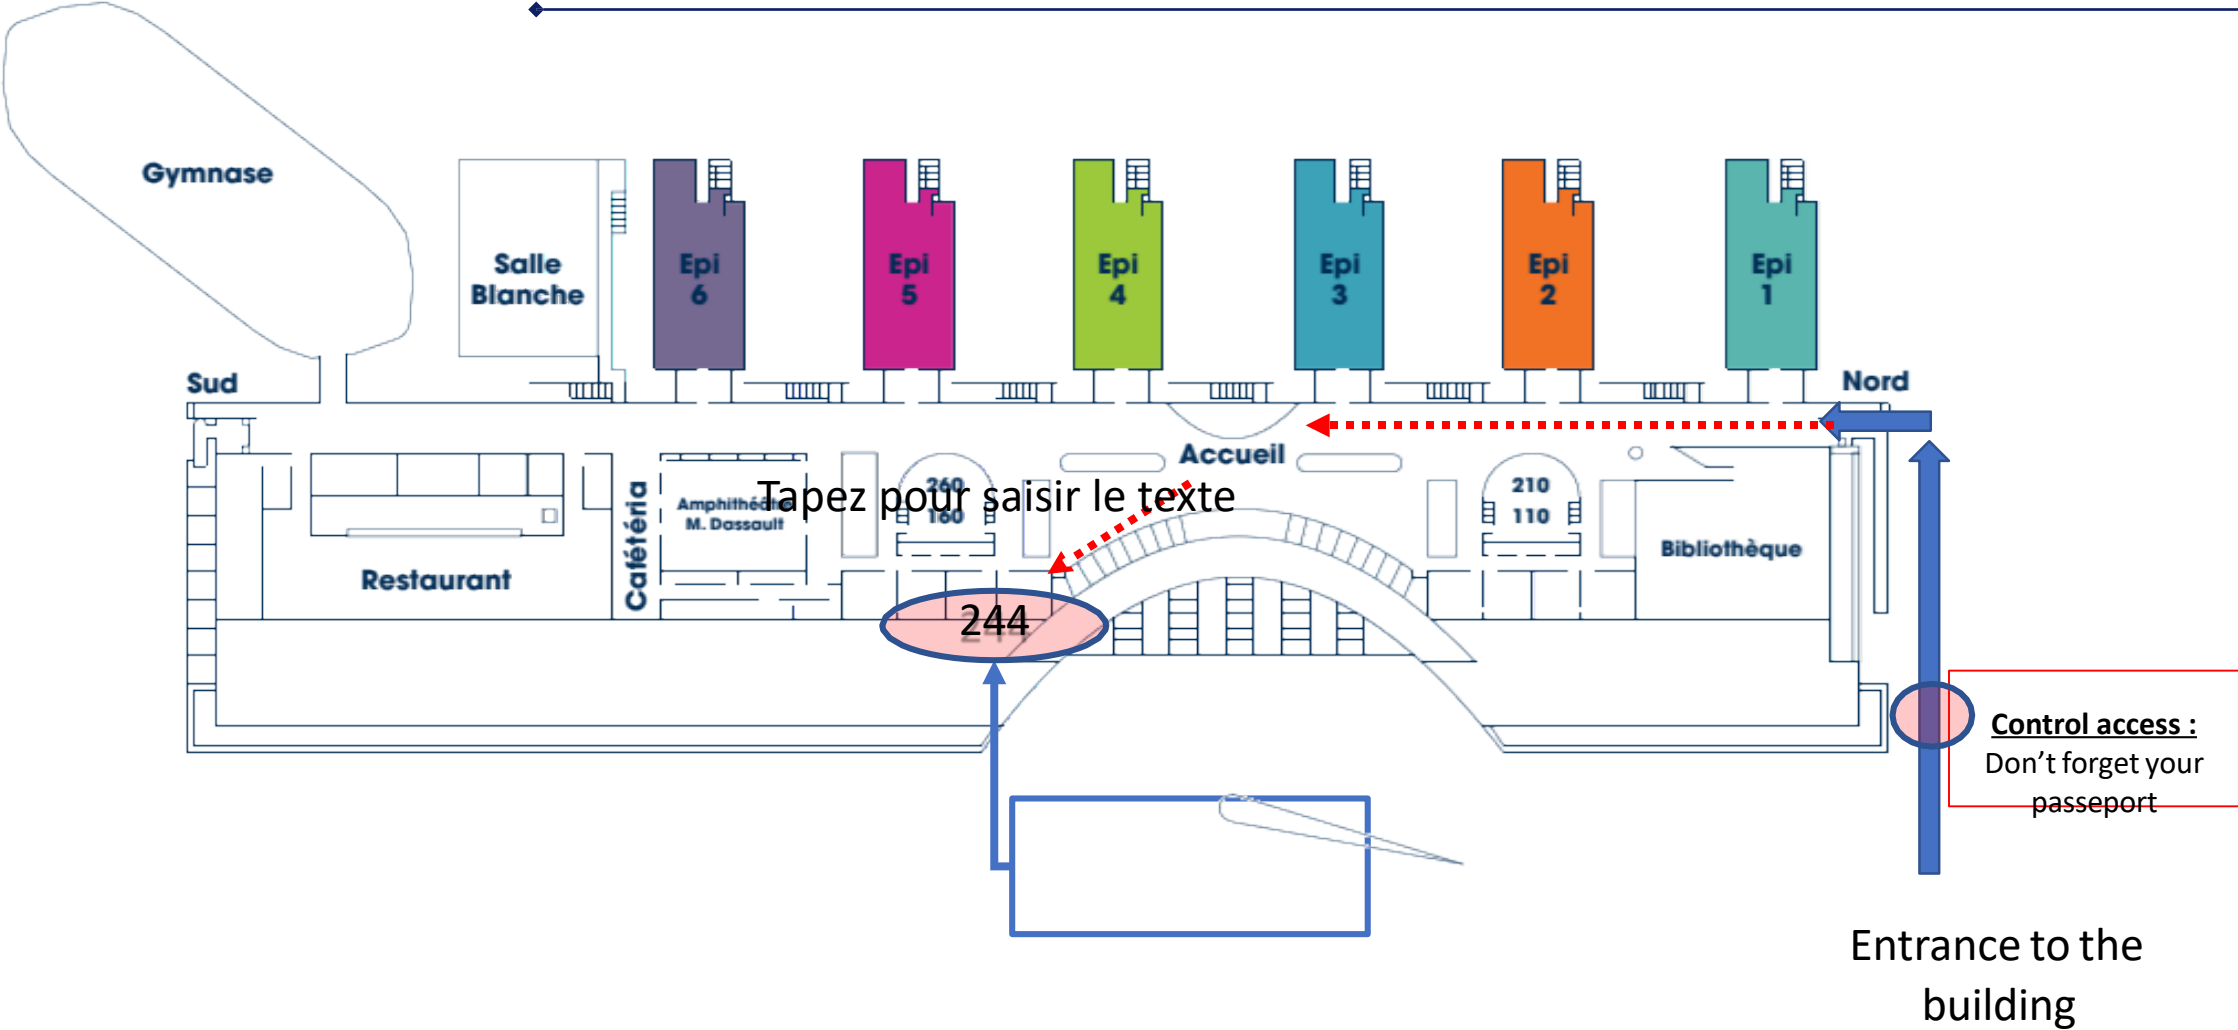 Gymnase
Salle
Blanche
Epi
6
Epi
5
Epi
4
Epi
3
Epi
2
Epi
1
Sud
Nord
Accueil
Tapez pour saisir le texte
260
160
210
110
Amphithéâtre
M. Dassault
Cafétéria
Restaurant
Bibliothèque
244
Control access :
Don’t forget your
passeport
Entrance to the
building